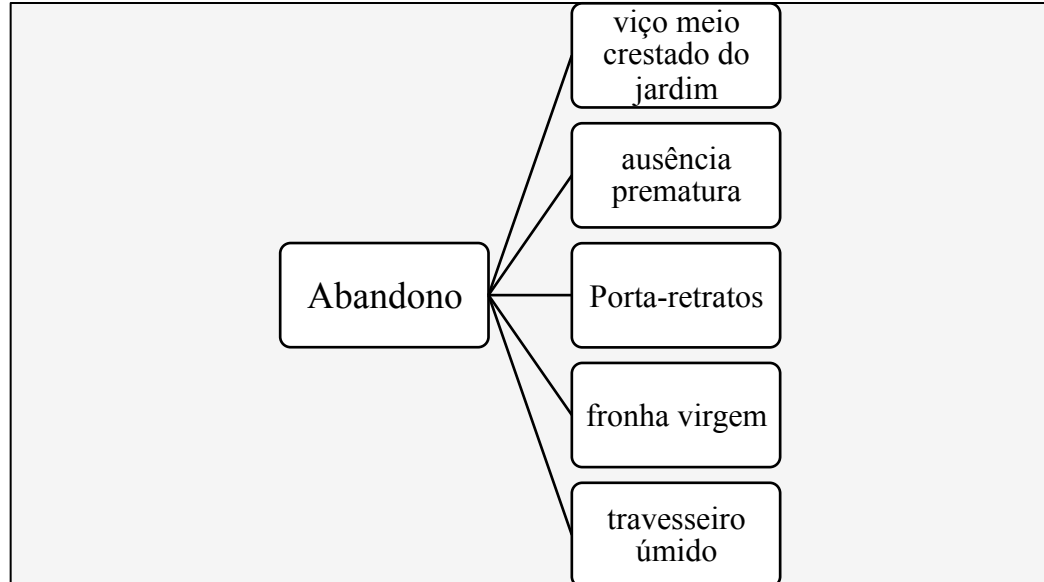 Abandono
viço meio
crestado do
jardim
ausência
prematura
Porta-retratos
fronha virgem
travesseiro
úmido